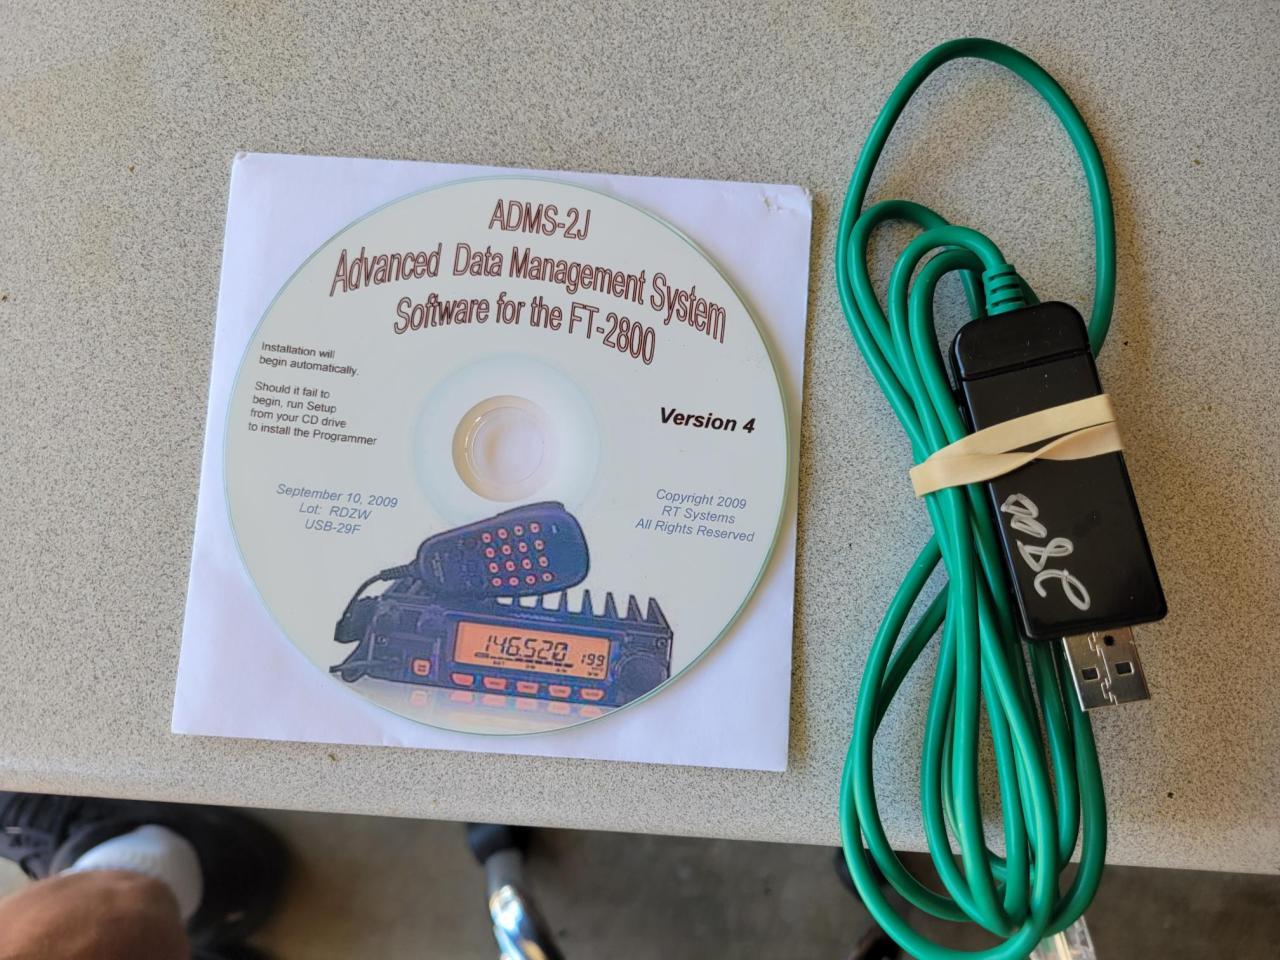 ADMS-2J
Advanced Data Management System
Software for the FT-2800
Installation will
begin automatically.
Should it fail to
begin, run Setup
from your CD drive
to install the Programmer
Version 4
September 10, 2009
Lot: RDZW
USB-29F
Copyright 2009
RT Systems
All Rights Reserved
146.520
199
2800